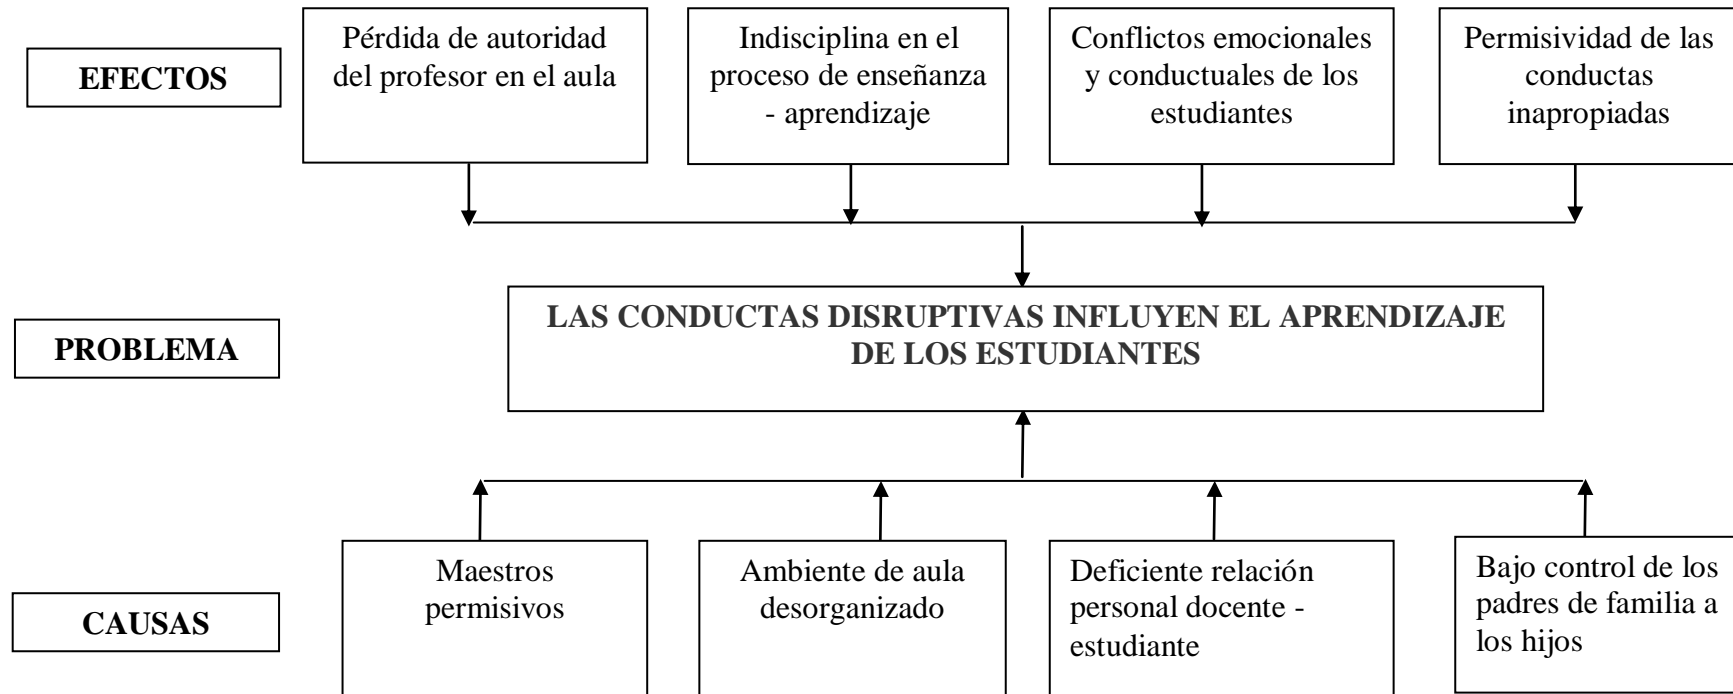 EFECTOS
Pérdida de autoridad
del profesor en el aula
Indisciplina en el
proceso de enseñanza
- aprendizaje
Conflictos emocionales
y conductuales de los
estudiantes
Permisividad de las
conductas
inapropiadas
PROBLEMA
LAS CONDUCTAS DISRUPTIVAS INFLUYEN EL APRENDIZAJE
DE LOS ESTUDIANTES
CAUSAS
Maestros
permisivos
Ambiente de aula
desorganizado
Deficiente relación
personal docente -
estudiante
Bajo control de los
padres de familia a
los hijos